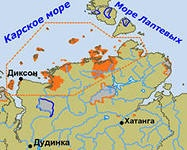 Карское море
Море Лаптевых
Диксон
Хатанга
Дудинка